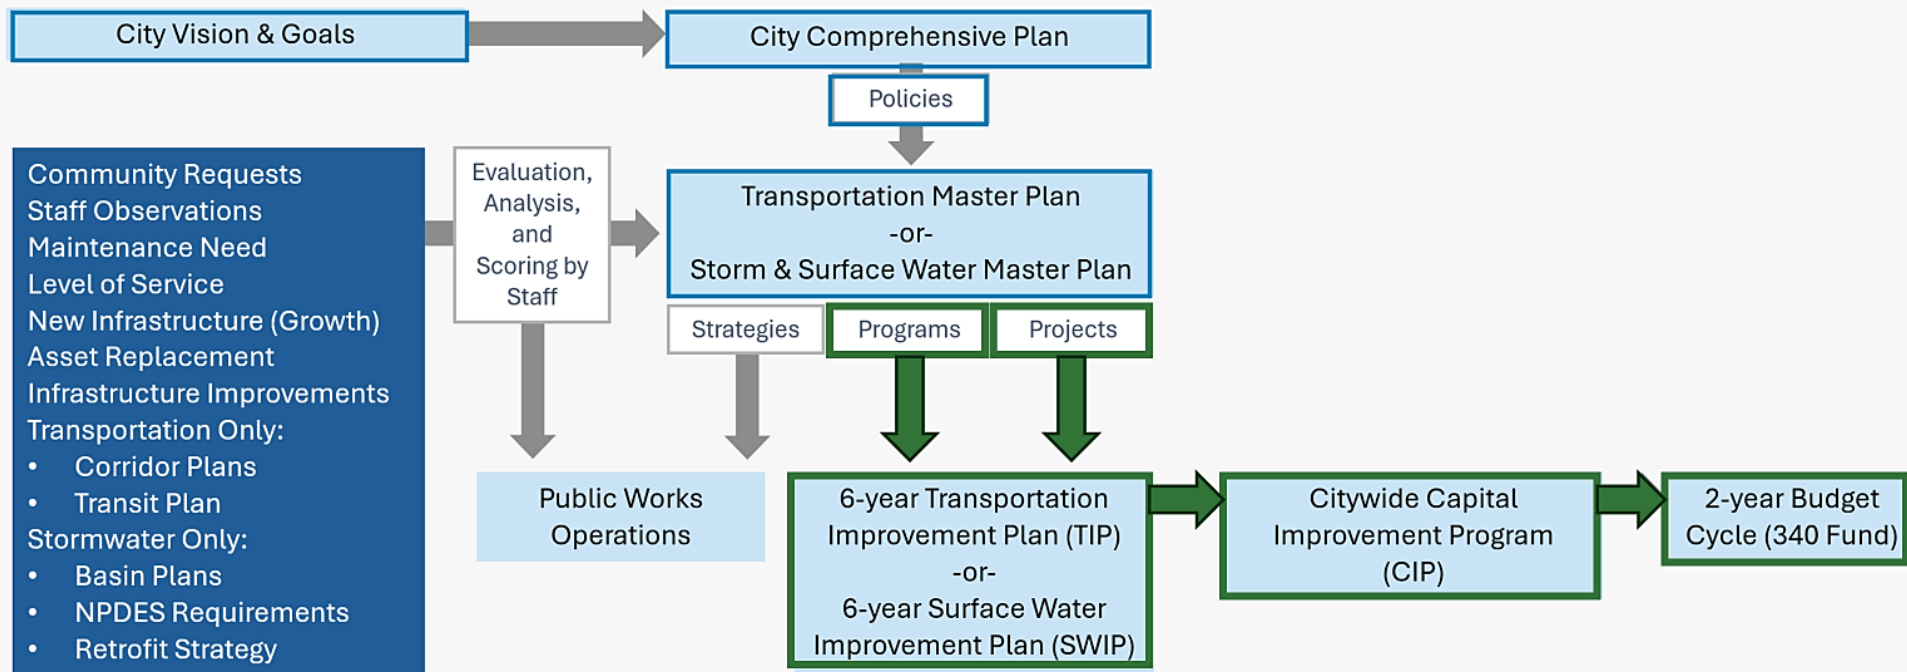 City Vision & Goals
City Comprehensive Plan
Policies
Community Requests
Staff Observations
Maintenance Need
Level of Service
New Infrastructure (Growth)
Asset Replacement
Infrastructure Improvements
Transportation Only:
• Corridor Plans
• Transit Plan
Stormwater Only:
• Basin Plans
• NPDES Requirements
• Retrofit Strategy
Evaluation,
Analysis,
and
Scoring by
Staff
Transportation Master Plan
-or-
Storm & Surface Water Master Plan
Strategies
Programs
Projects
Public Works
Operations
6-year Transportation
Improvement Plan (TIP)
-or-
6-year Surface Water
Improvement Plan (SWIP)
Citywide Capital
Improvement Program
(CIP)
2-year Budget
Cycle (340 Fund)